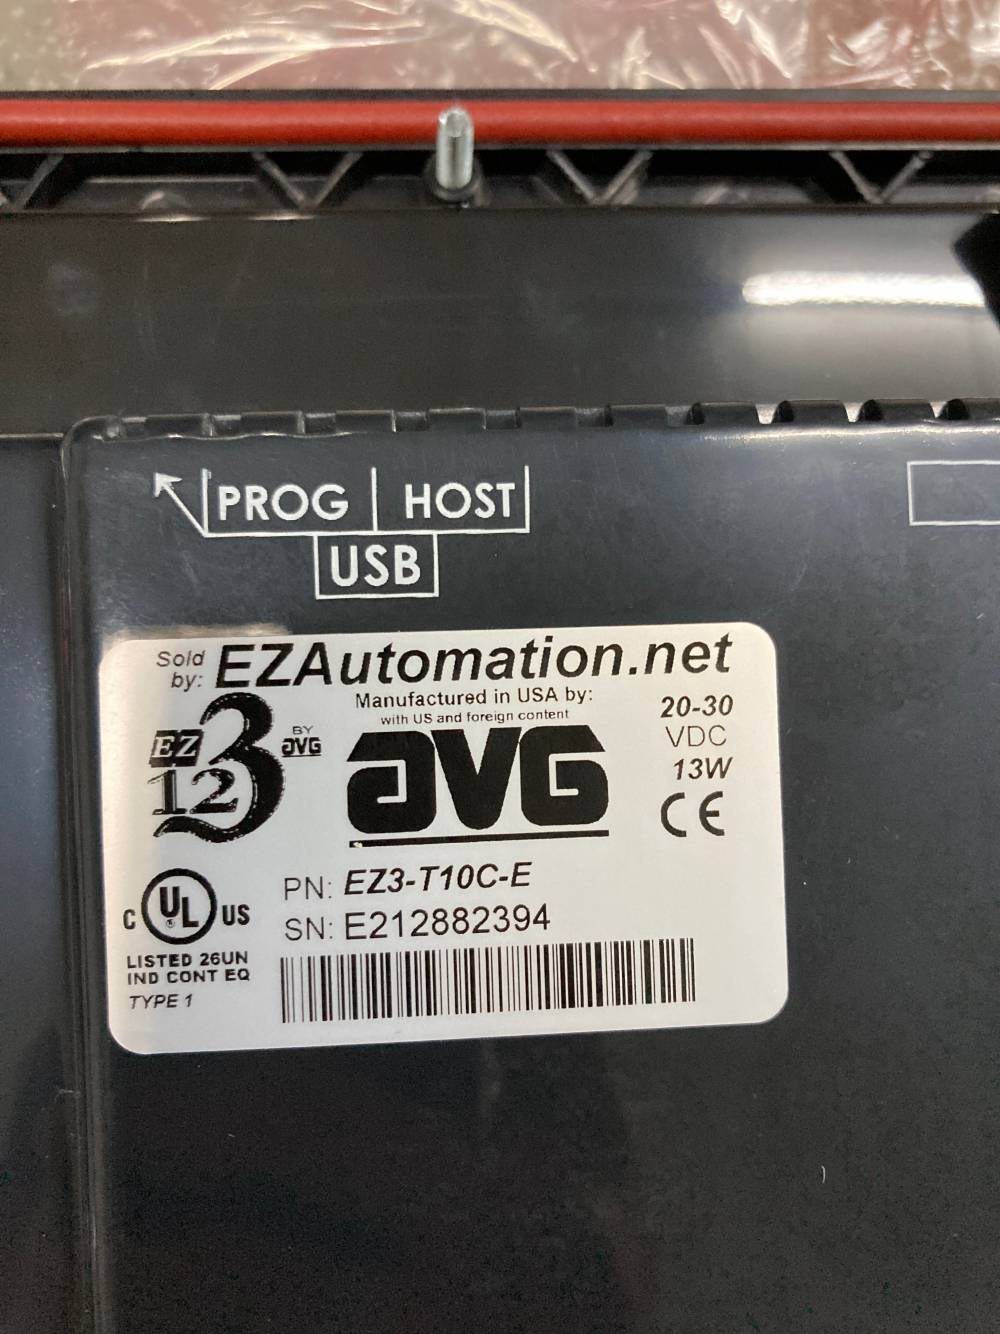 PROG HOST
USB
Sold by: EZAutomation.net
Manufactured in USA by:
with US and foreign content
EZ 3
12
BY
AVG
AVG
20-30
VDC
13W
CE
C UL ® US
LISTED 26UN
IND CONT EQ
TYPE 1
PN: EZ3-T10C-E
SN: E212882394